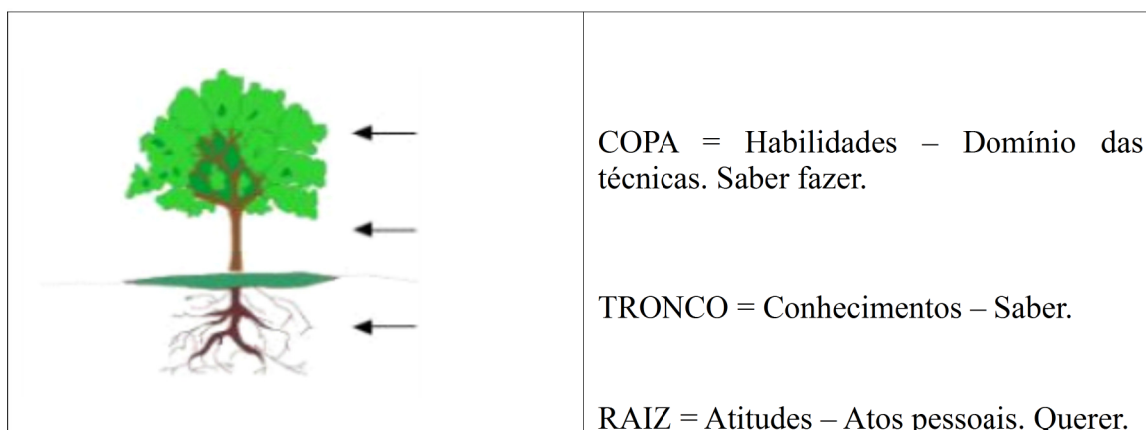 COPA = Habilidades – Domínio das
técnicas. Saber fazer.
TRONCO = Conhecimentos – Saber.
RAIZ = Atitudes – Atos pessoais. Querer.